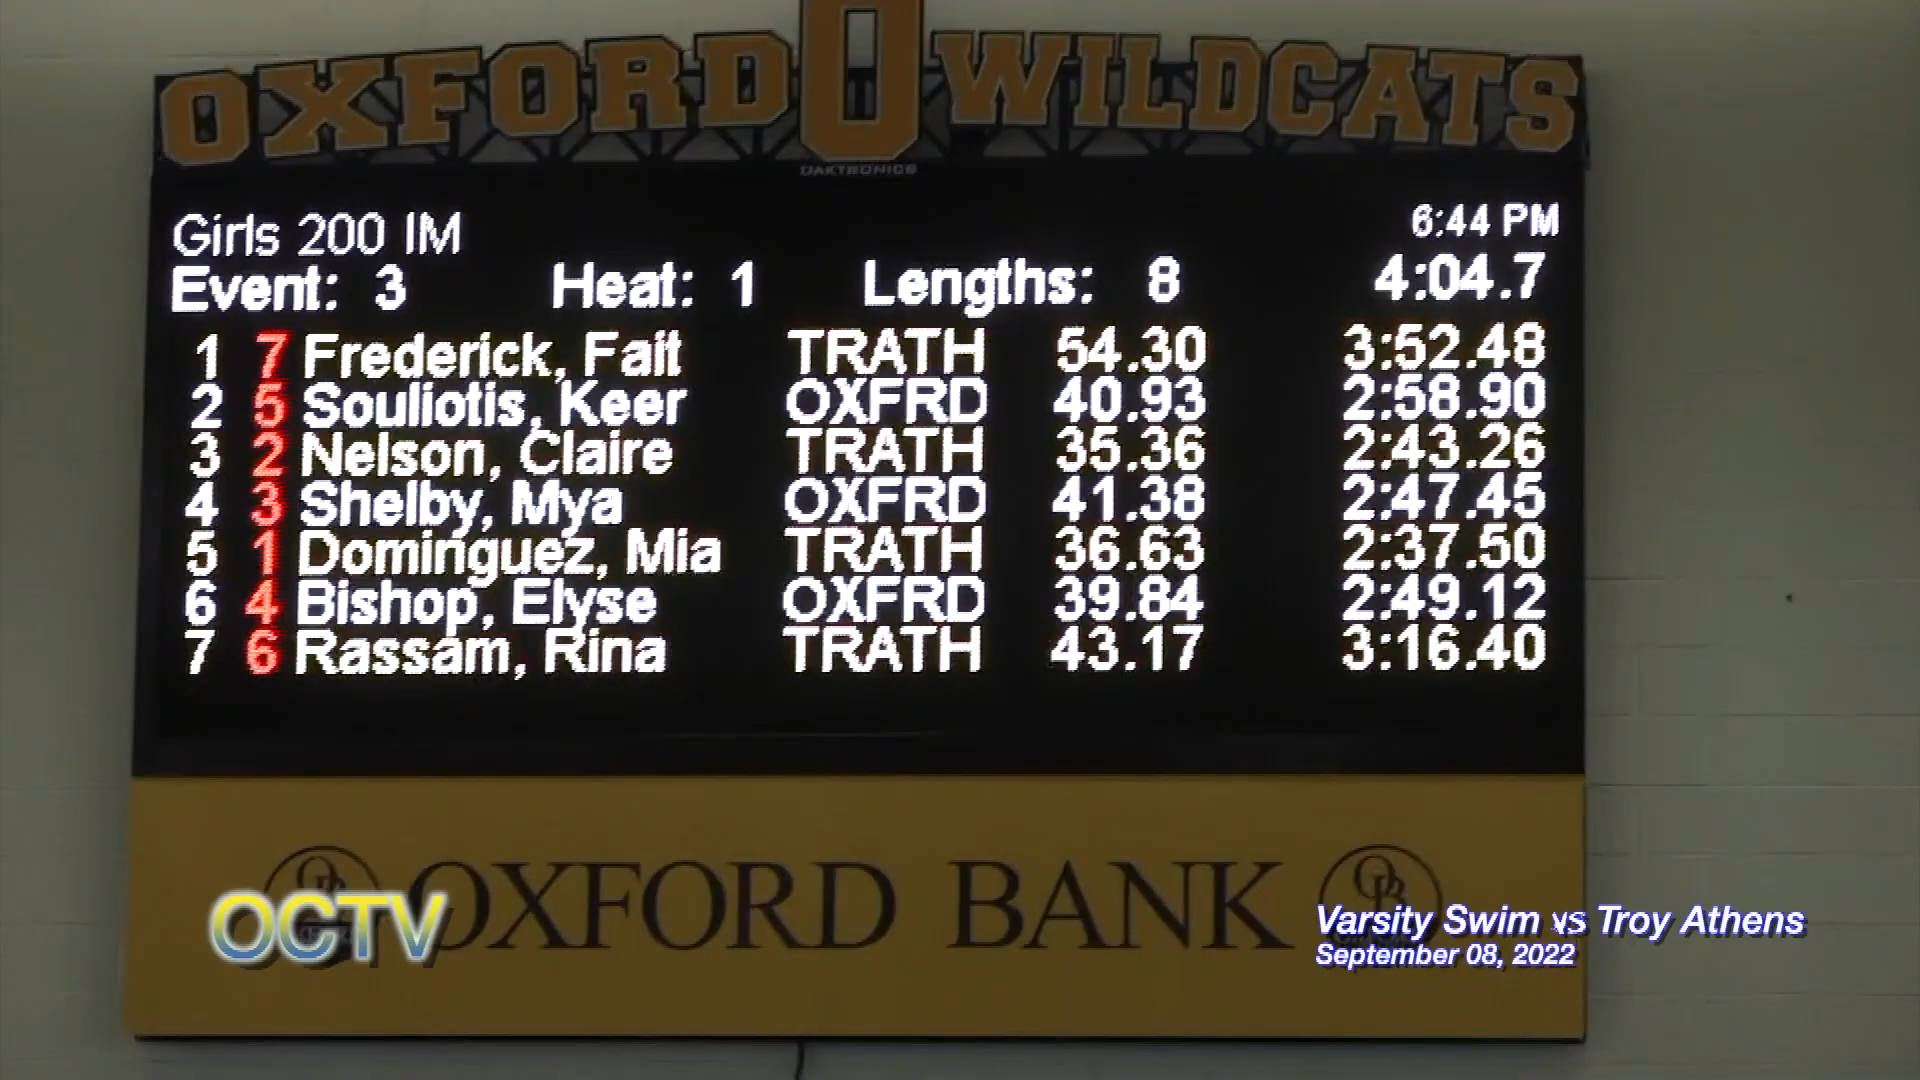 OXFORD O WILDCATS
DAKTRONICS
Girls 200 IM 6:44 PM
Event: 3 Heat: 1 Lengths: 8 4:04.7
1 7 Frederick, Fait TRATH 54.30 3:52.48
2 5 Souliotis, Keer OXFRD 40.93 2:58.90
3 2 Nelson, Claire TRATH 35.36 2:43.26
4 3 Shelby, Mya OXFRD 41.38 2:47.45
5 1 Dominguez, Mia TRATH 36.63 2:37.50
6 4 Bishop, Elyse OXFRD 39.84 2:49.12
7 6 Rassam, Rina TRATH 43.17 3:16.40
OXFORD BANK
OB
OCTV
Varsity Swim vs Troy Athens
September 08, 2022